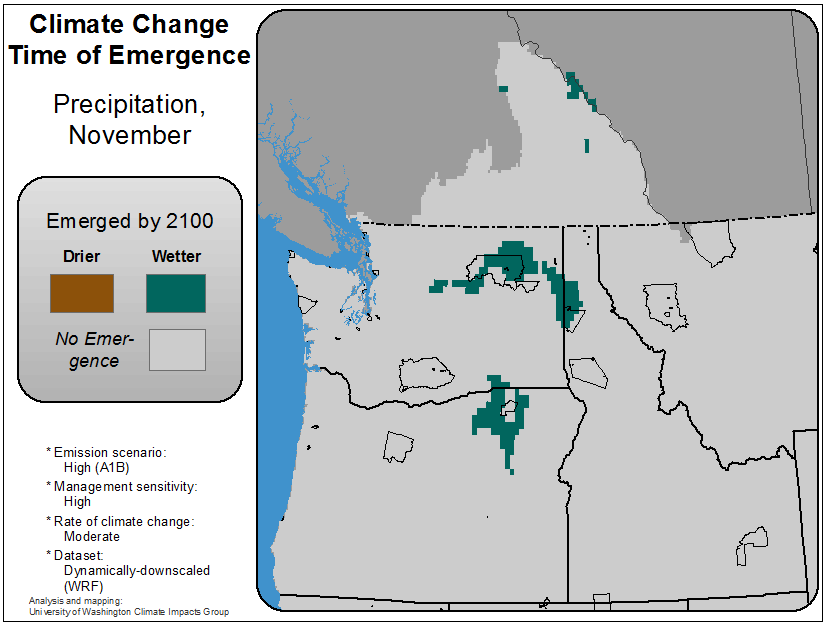 Climate Change
Time of Emergence
Precipitation,
November
Emerged by 2100
Drier
Wetter
No Emer-
gence
* Emission scenario:
High (A1B)
* Management sensitivity:
High
* Rate of climate change:
Moderate
* Dataset:
Dynamically-downscaled
(WRF)
Analysis and mapping:
University of Washington Climate Impacts Group